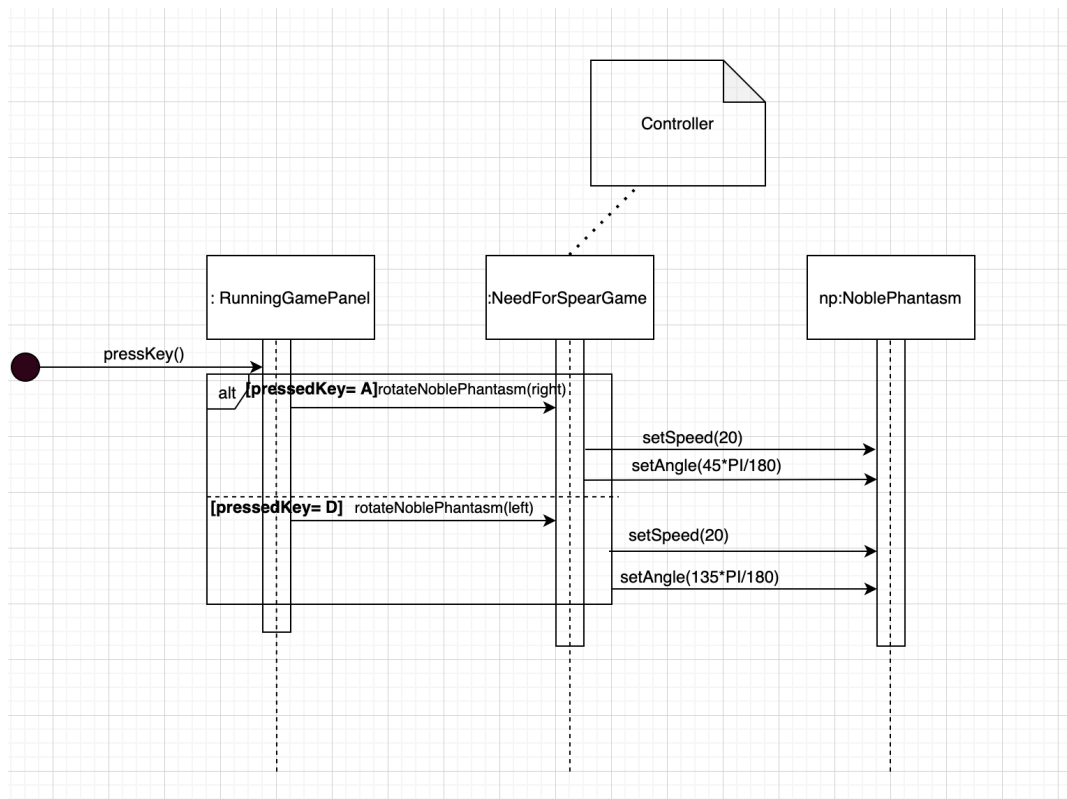 Controller
: RunningGamePanel
:NeedForSpearGame
np:NoblePhantasm
pressKey()
alt
[pressedKey= A]rotateNoblePhantasm(right)
setSpeed(20)
setAngle(45*PI/180)
[pressedKey= D] rotateNoblePhantasm(left)
setSpeed(20)
setAngle(135*PI/180)